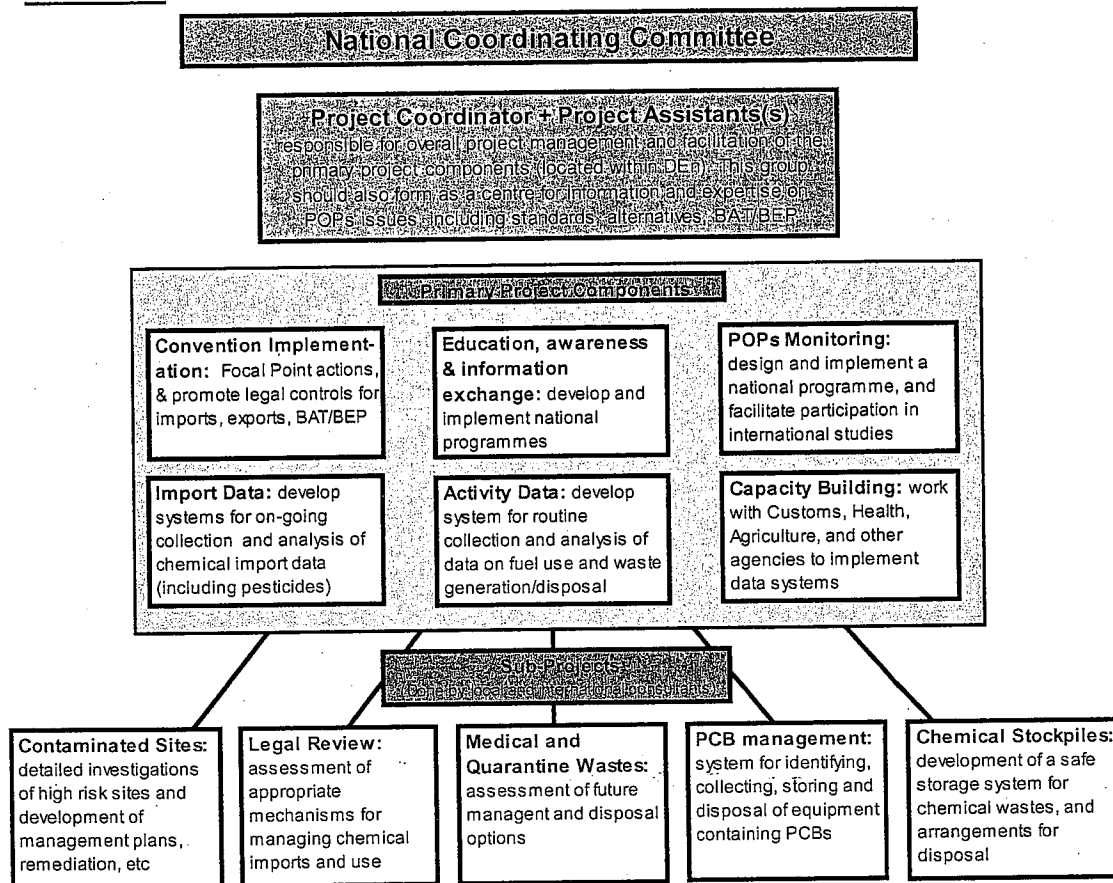 National Coordinating Committee
Project Coordinator + Project Assistants(s)
responsible for overall project management and facilitation of the
primary project components (located within DEn). This group
should also form as a centre for information and expertise on
POPs issues, including standards, alternatives, BAT/BEP
Primary Project Components
Convention Implement-
ation: Focal Point actions,
& promote legal controls for
imports, exports, BAT/BEP
Education, awareness
& information
exchange: develop and
implement national
programmes
POPs Monitoring:
design and implement a
national programme, and
facilitate participation in
international studies
Import Data: develop
systems for on-going
collection and analysis of
chemical import data
(including pesticides)
Activity Data: develop
system for routine
collection and analysis of
data on fuel use and waste
generation/disposal
Capacity Building: work
with Customs, Health,
Agriculture, and other
agencies to implement
data systems
Sub-Projects
(Done by local and international consultants)
Contaminated Sites:
detailed investigations
of high risk sites and
development of
management plans,
remediation, etc
Legal Review:
assessment of
appropriate
mechanisms for
managing chemical
imports and use
Medical and
Quarantine Wastes:
assessment of future
managent and disposal
options
PCB management:
system for identifying,
collecting, storing and
disposal of equipment
containing PCBs
Chemical Stockpiles:
development of a safe
storage system for
chemical wastes, and
arrangements for
disposal